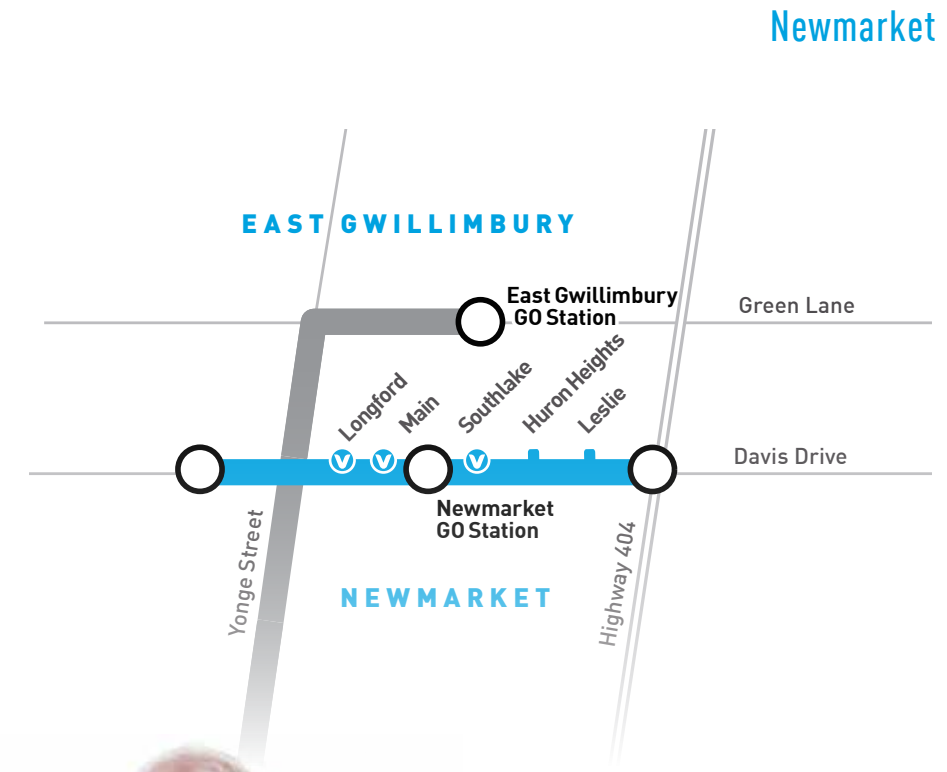 Newmarket
EAST GWILLIMBURY
East Gwillimbury
GO Station
Green Lane
Longford
Main
Southlake
Huron Heights
Leslie
V
V
V
Davis Drive
Newmarket
GO Station
Yonge Street
Highway 404
NEWMARKET